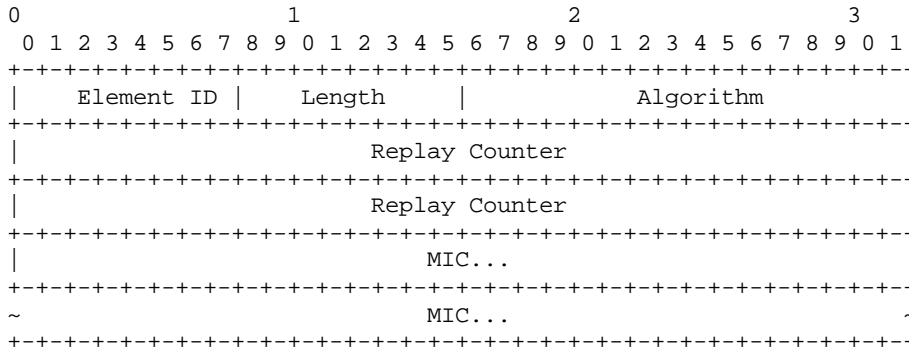 0                   1                   2                   3
 0 1 2 3 4 5 6 7 8 9 0 1 2 3 4 5 6 7 8 9 0 1 2 3 4 5 6 7 8 9 0 1
+-+-+-+-+-+-+-+-+-+-+-+-+-+-+-+-+-+-+-+-+-+-+-+-+-+-+-+-+-+-+-+--
|    Element ID |    Length     |            Algorithm
+-+-+-+-+-+-+-+-+-+-+-+-+-+-+-+-+-+-+-+-+-+-+-+-+-+-+-+-+-+-+-+--
|                         Replay Counter
+-+-+-+-+-+-+-+-+-+-+-+-+-+-+-+-+-+-+-+-+-+-+-+-+-+-+-+-+-+-+-+--
|                         Replay Counter
+-+-+-+-+-+-+-+-+-+-+-+-+-+-+-+-+-+-+-+-+-+-+-+-+-+-+-+-+-+-+-+--
|                             MIC...
+-+-+-+-+-+-+-+-+-+-+-+-+-+-+-+-+-+-+-+-+-+-+-+-+-+-+-+-+-+-+-+--
~                             MIC...                            ~
+-+-+-+-+-+-+-+-+-+-+-+-+-+-+-+-+-+-+-+-+-+-+-+-+-+-+-+-+-+-+-+--